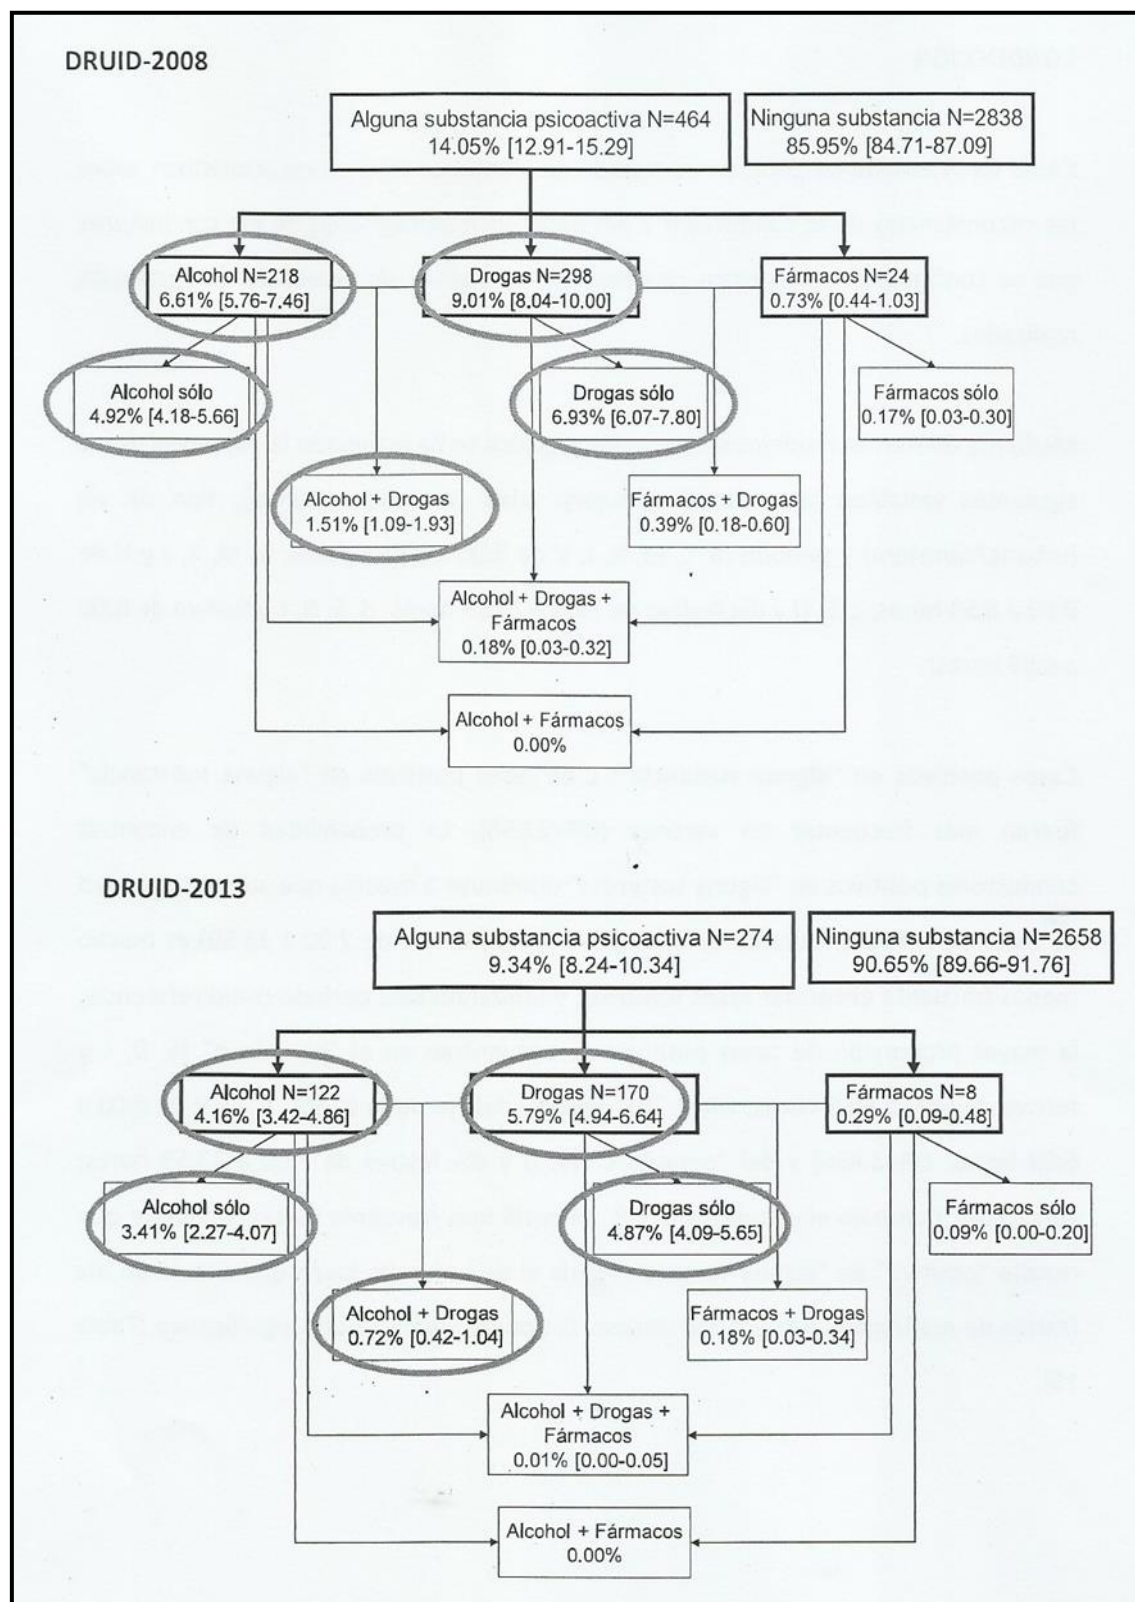 DRUID-2008
Alguna substancia psicoactiva N=464
14.05% [12.91-15.29]
Ninguna substancia N=2838
85.95% [84.71-87.09]
Alcohol N=218
6.61% [5.76-7.46]
Drogas N=298
9.01% [8.04-10.00]
Fármacos N=24
0.73% [0.44-1.03]
Alcohol sólo
4.92% [4.18-5.66]
Drogas sólo
6.93% [6.07-7.80]
Fármacos sólo
0.17% [0.03-0.30]
Alcohol + Drogas
1.51% [1.09-1.93]
Fármacos + Drogas
0.39% [0.18-0.60]
Alcohol + Drogas +
Fármacos
0.18% [0.03-0.32]
Alcohol + Fármacos
0.00%
DRUID-2013
Alguna substancia psicoactiva N=274
9.34% [8.24-10.34]
Ninguna substancia N=2658
90.65% [89.66-91.76]
Alcohol N=122
4.16% [3.42-4.86]
Drogas N=170
5.79% [4.94-6.64]
Fármacos N=8
0.29% [0.09-0.48]
Alcohol sólo
3.41% [2.27-4.07]
Drogas sólo
4.87% [4.09-5.65]
Fármacos sólo
0.09% [0.00-0.20]
Alcohol + Drogas
0.72% [0.42-1.04]
Fármacos + Drogas
0.18% [0.03-0.34]
Alcohol + Drogas +
Fármacos
0.01% [0.00-0.05]
Alcohol + Fármacos
0.00%